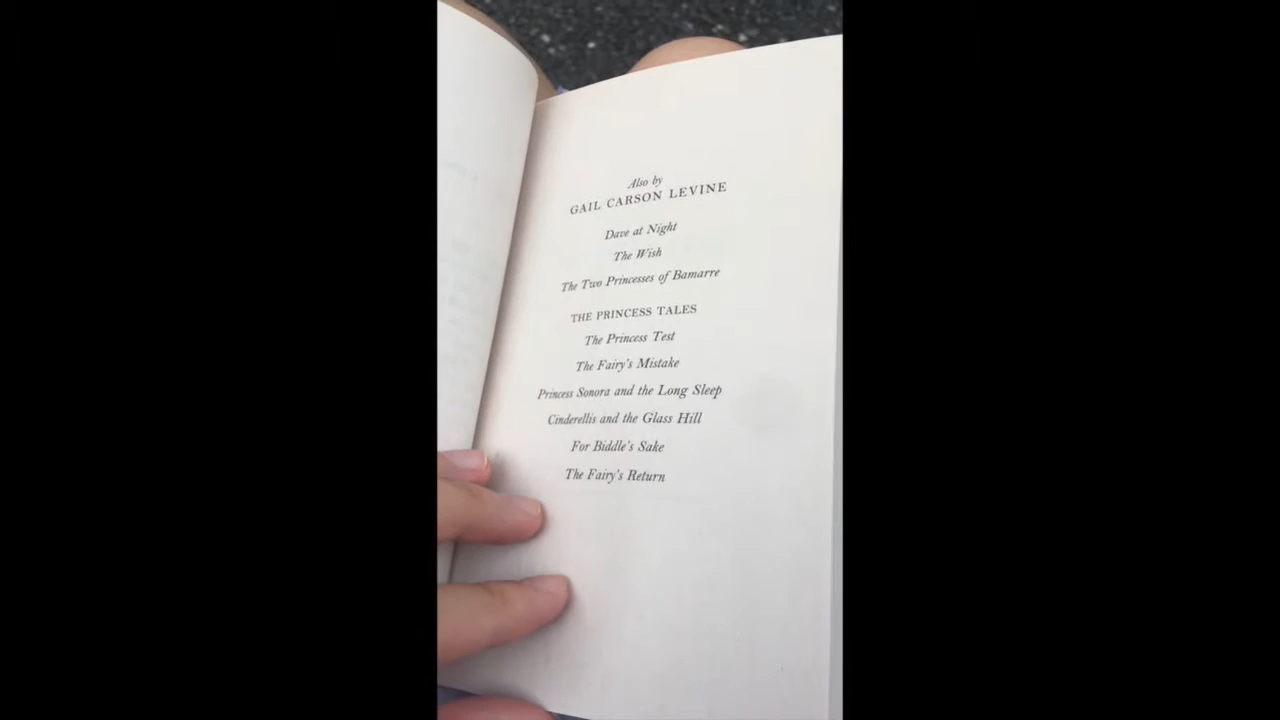 Also by
GAIL CARSON LEVINE
Dave at Night
The Wish
The Two Princesses of Bamarre
THE PRINCESS TALES
The Princess Test
The Fairy's Mistake
Princess Sonora and the Long Sleep
Cinderellis and the Glass Hill
For Biddle's Sake
The Fairy's Return